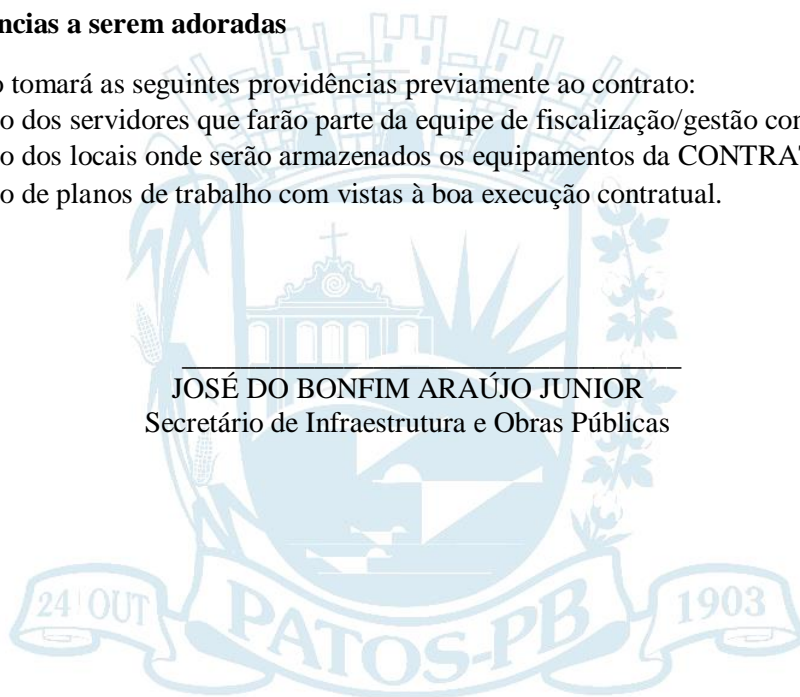 ncias a serem adoradas
o tomará as seguintes providências previamente ao contrato:
o dos servidores que farão parte da equipe de fiscalização/gestão con
o dos locais onde serão armazenados os equipamentos da CONTRAT
o de planos de trabalho com vistas à boa execução contratual.
JOSÉ DO BONFIM ARAÚJO JUNIOR
Secretário de Infraestrutura e Obras Públicas
24 OUT
PATOS-PB
1903